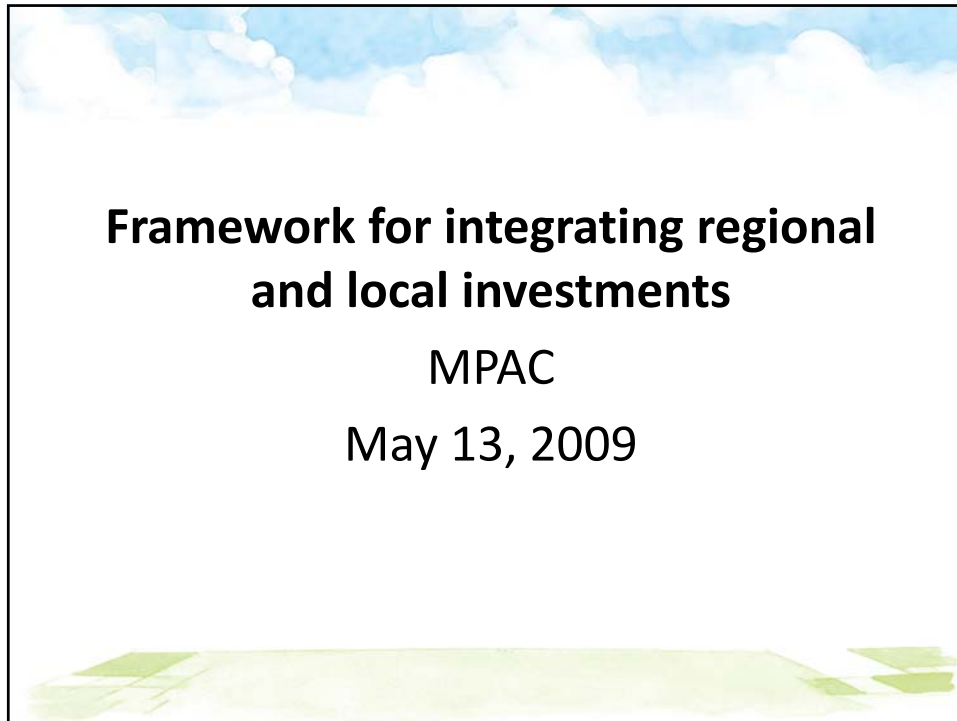 Framework for integrating regional
and local investments
MPAC
May 13, 2009